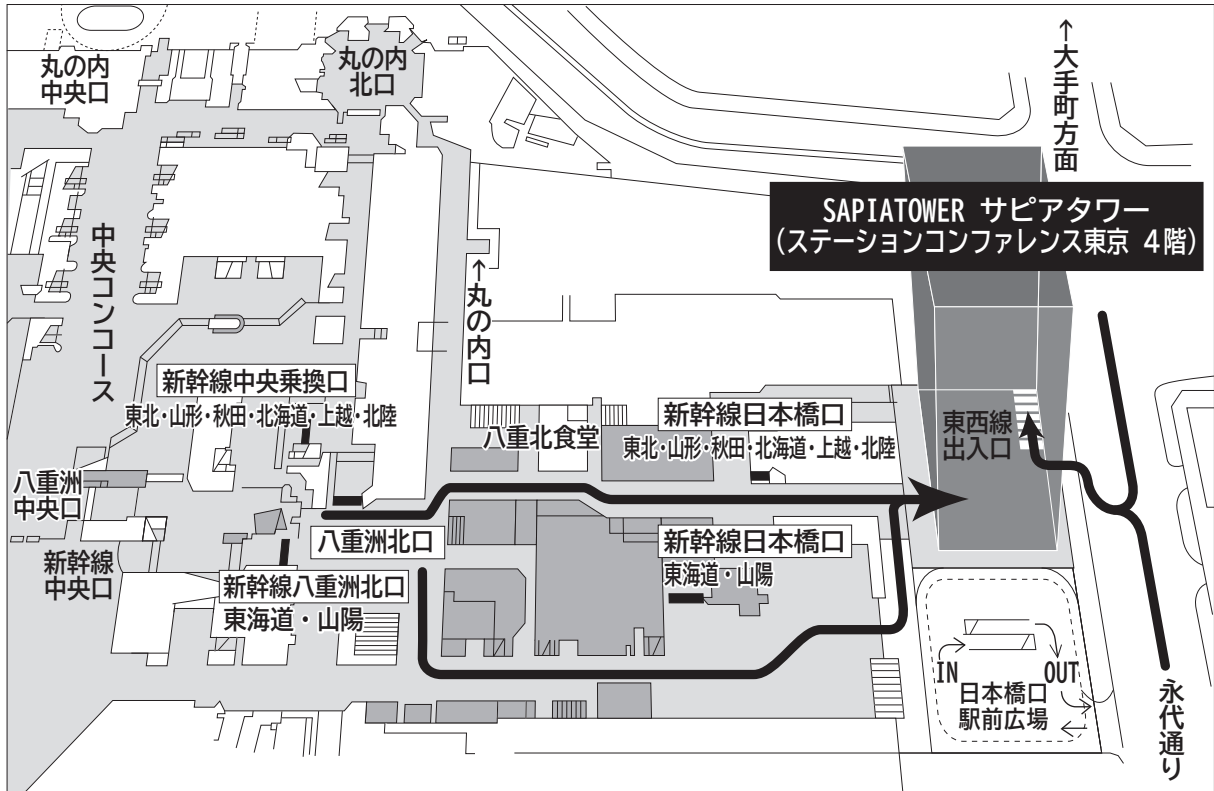 丸の内
中央口
丸の内
北口
↑大手町方面
SAPIATOWER サピアタワー
(ステーションコンファレンス東京 4階)
中央コンコース
↑丸の内口
新幹線中央乗換口
東北・山形・秋田・北海道・上越・北陸
八重北食堂
新幹線日本橋口
東北・山形・秋田・北海道・上越・北陸
東西線
出入口
八重洲
中央口
新幹線
中央口
八重洲北口
新幹線八重洲北口
東海道・山陽
新幹線日本橋口
東海道・山陽
IN
OUT
日本橋口
駅前広場
永代通り